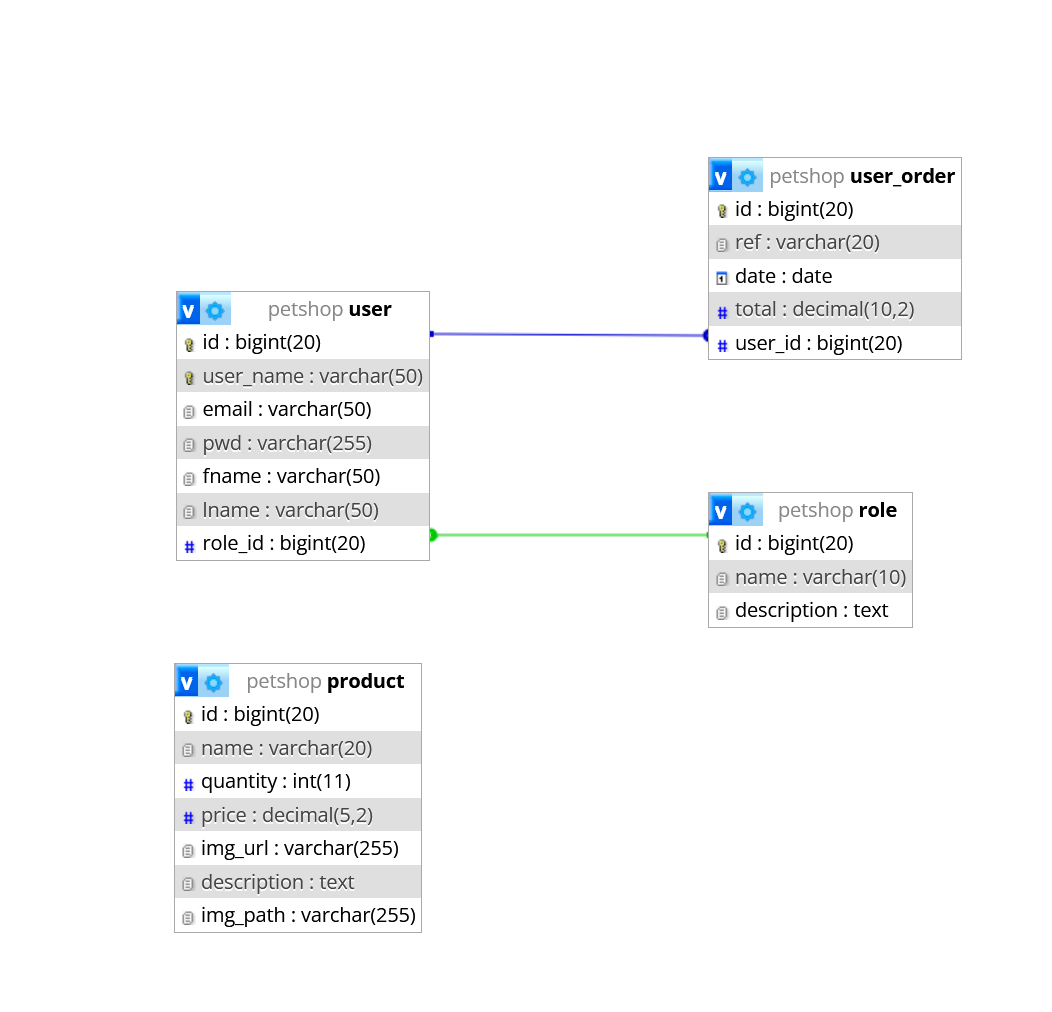 v petshop user_order
id : bigint(20)
ref : varchar(20)
date : date
total : decimal(10,2)
user_id : bigint(20)
v petshop user
id : bigint(20)
user_name : varchar(50)
email : varchar(50)
pwd : varchar(255)
fname : varchar(50)
lname : varchar(50)
role_id : bigint(20)
v petshop role
id : bigint(20)
name : varchar(10)
description : text
v petshop product
id : bigint(20)
name : varchar(20)
quantity : int(11)
price : decimal(5,2)
img_url : varchar(255)
description : text
img_path : varchar(255)